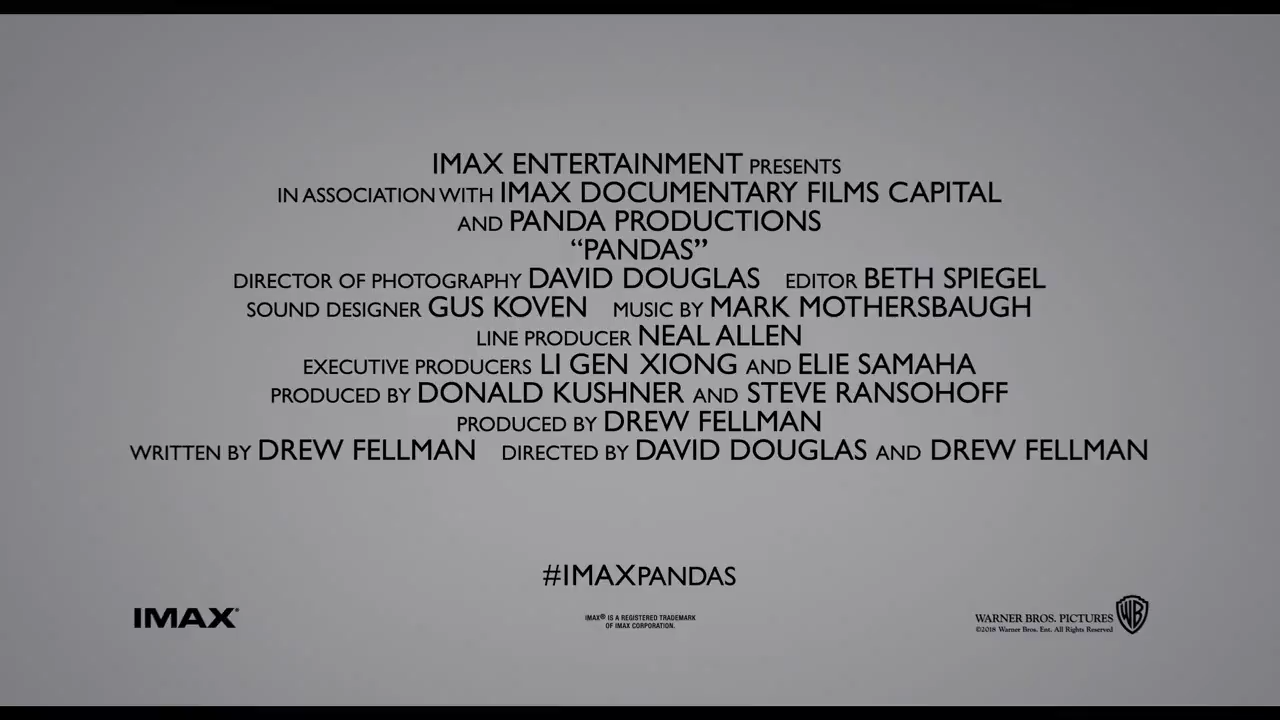 IMAX ENTERTAINMENT PRESENTS
IN ASSOCIATION WITH IMAX DOCUMENTARY FILMS CAPITAL
AND PANDA PRODUCTIONS
“PANDAS”
DIRECTOR OF PHOTOGRAPHY DAVID DOUGLAS EDITOR BETH SPIEGEL
SOUND DESIGNER GUS KOVEN MUSIC BY MARK MOTHERSBAUGH
LINE PRODUCER NEAL ALLEN
EXECUTIVE PRODUCERS LI GEN XIONG AND ELIE SAMAHA
PRODUCED BY DONALD KUSHNER AND STEVE RANSOHOFF
PRODUCED BY DREW FELLMAN
WRITTEN BY DREW FELLMAN DIRECTED BY DAVID DOUGLAS AND DREW FELLMAN
#IMAXPANDAS
IMAX®
IMAX® IS A REGISTERED TRADEMARK
OF IMAX CORPORATION.
WARNER BROS. PICTURES WB
©2018 Warner Bros. Ent. All Rights Reserved